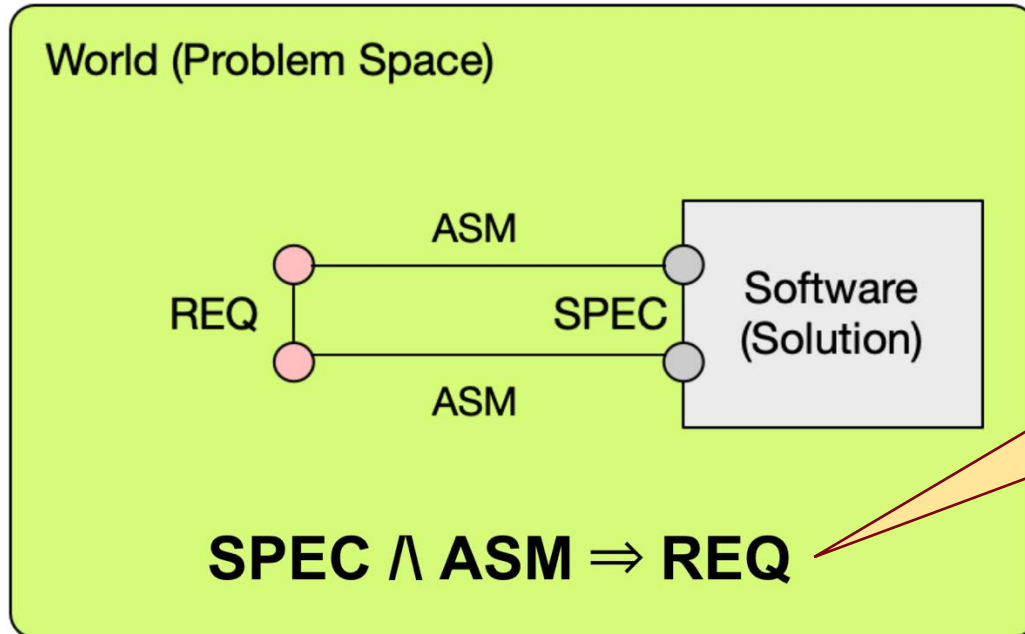 World (Problem Space)
ASM
REQ
SPEC
Software
(Solution)
ASM
SPEC /\ ASM ⇒ REQ